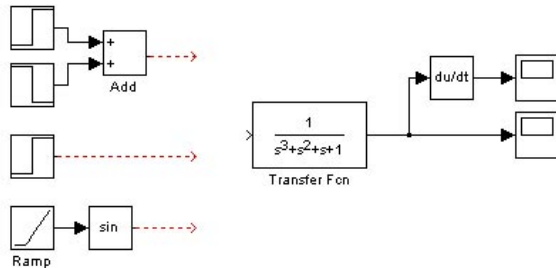 +
+
Add
du/dt
1
s³+s²+s+1
Transfer Fcn
sin
Ramp